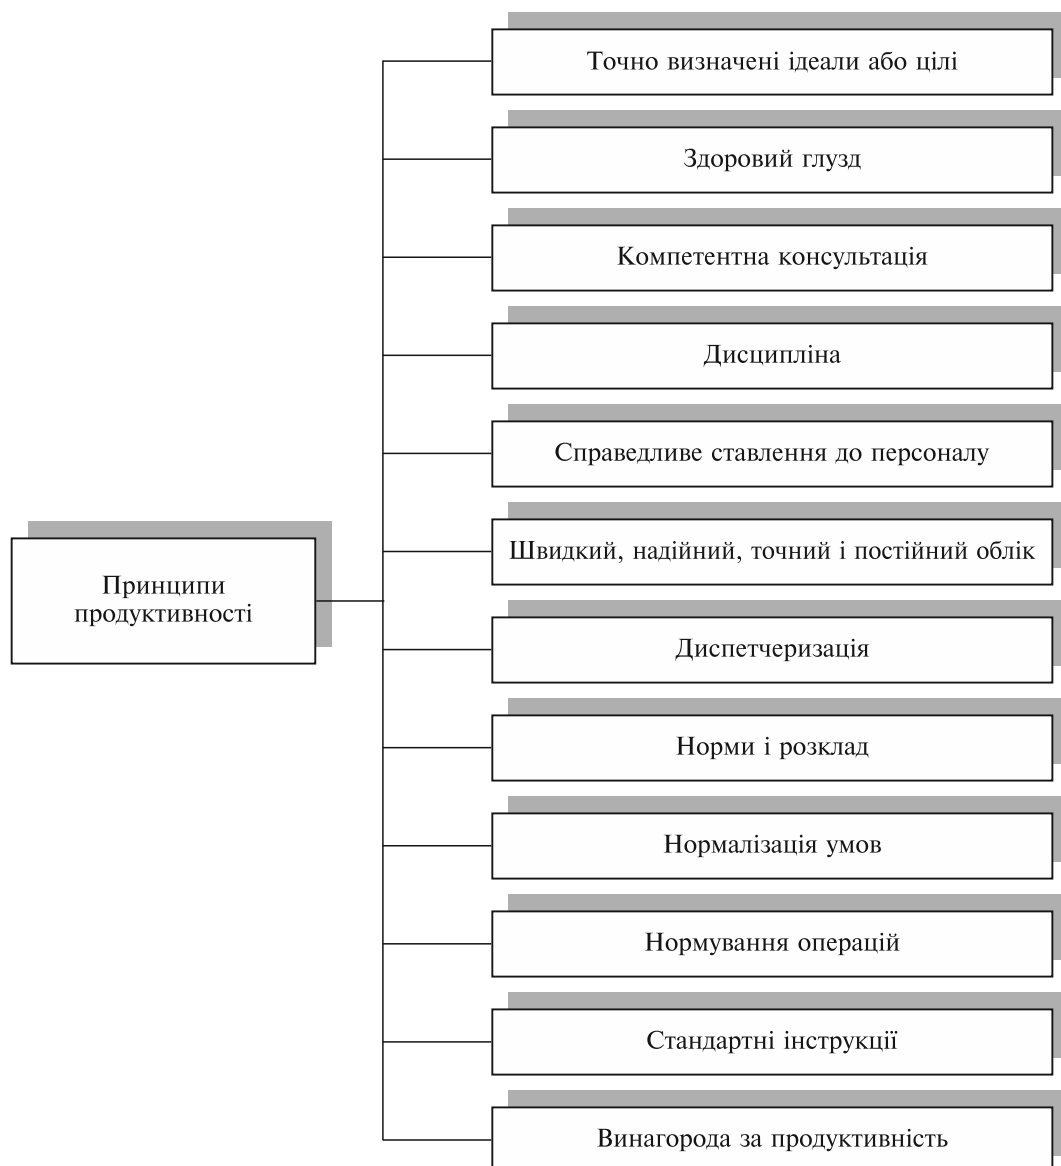 Точно визначені ідеали або цілі
Здоровий глузд
Компетентна консультація
Дисципліна
Справедливе ставлення до персоналу
Швидкий, надійний, точний і постійний облік
Принципи
продуктивності
Диспетчеризація
Норми і розклад
Нормалізація умов
Нормування операцій
Стандартні інструкції
Винагорода за продуктивність